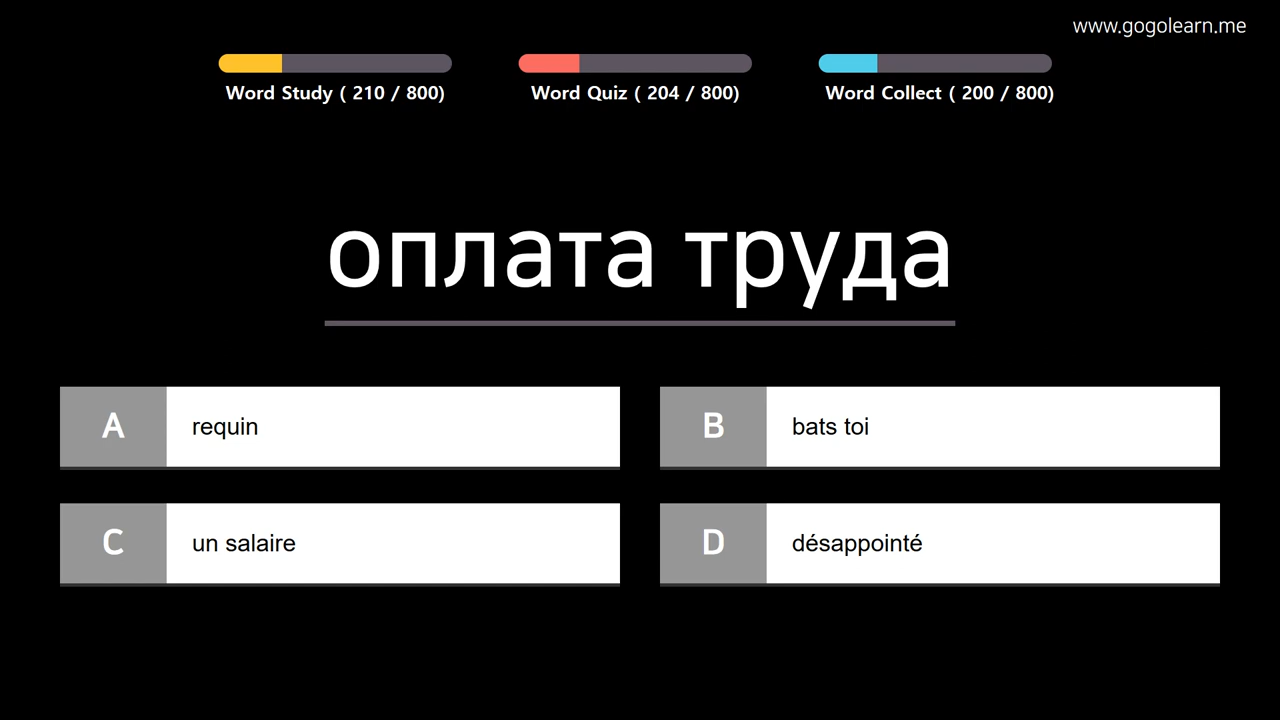 www.gogolearn.me
Word Study ( 210 / 800)
Word Quiz ( 204 / 800)
Word Collect ( 200 / 800)
оплата труда
A requin
B bats toi
C un salaire
D désappointé